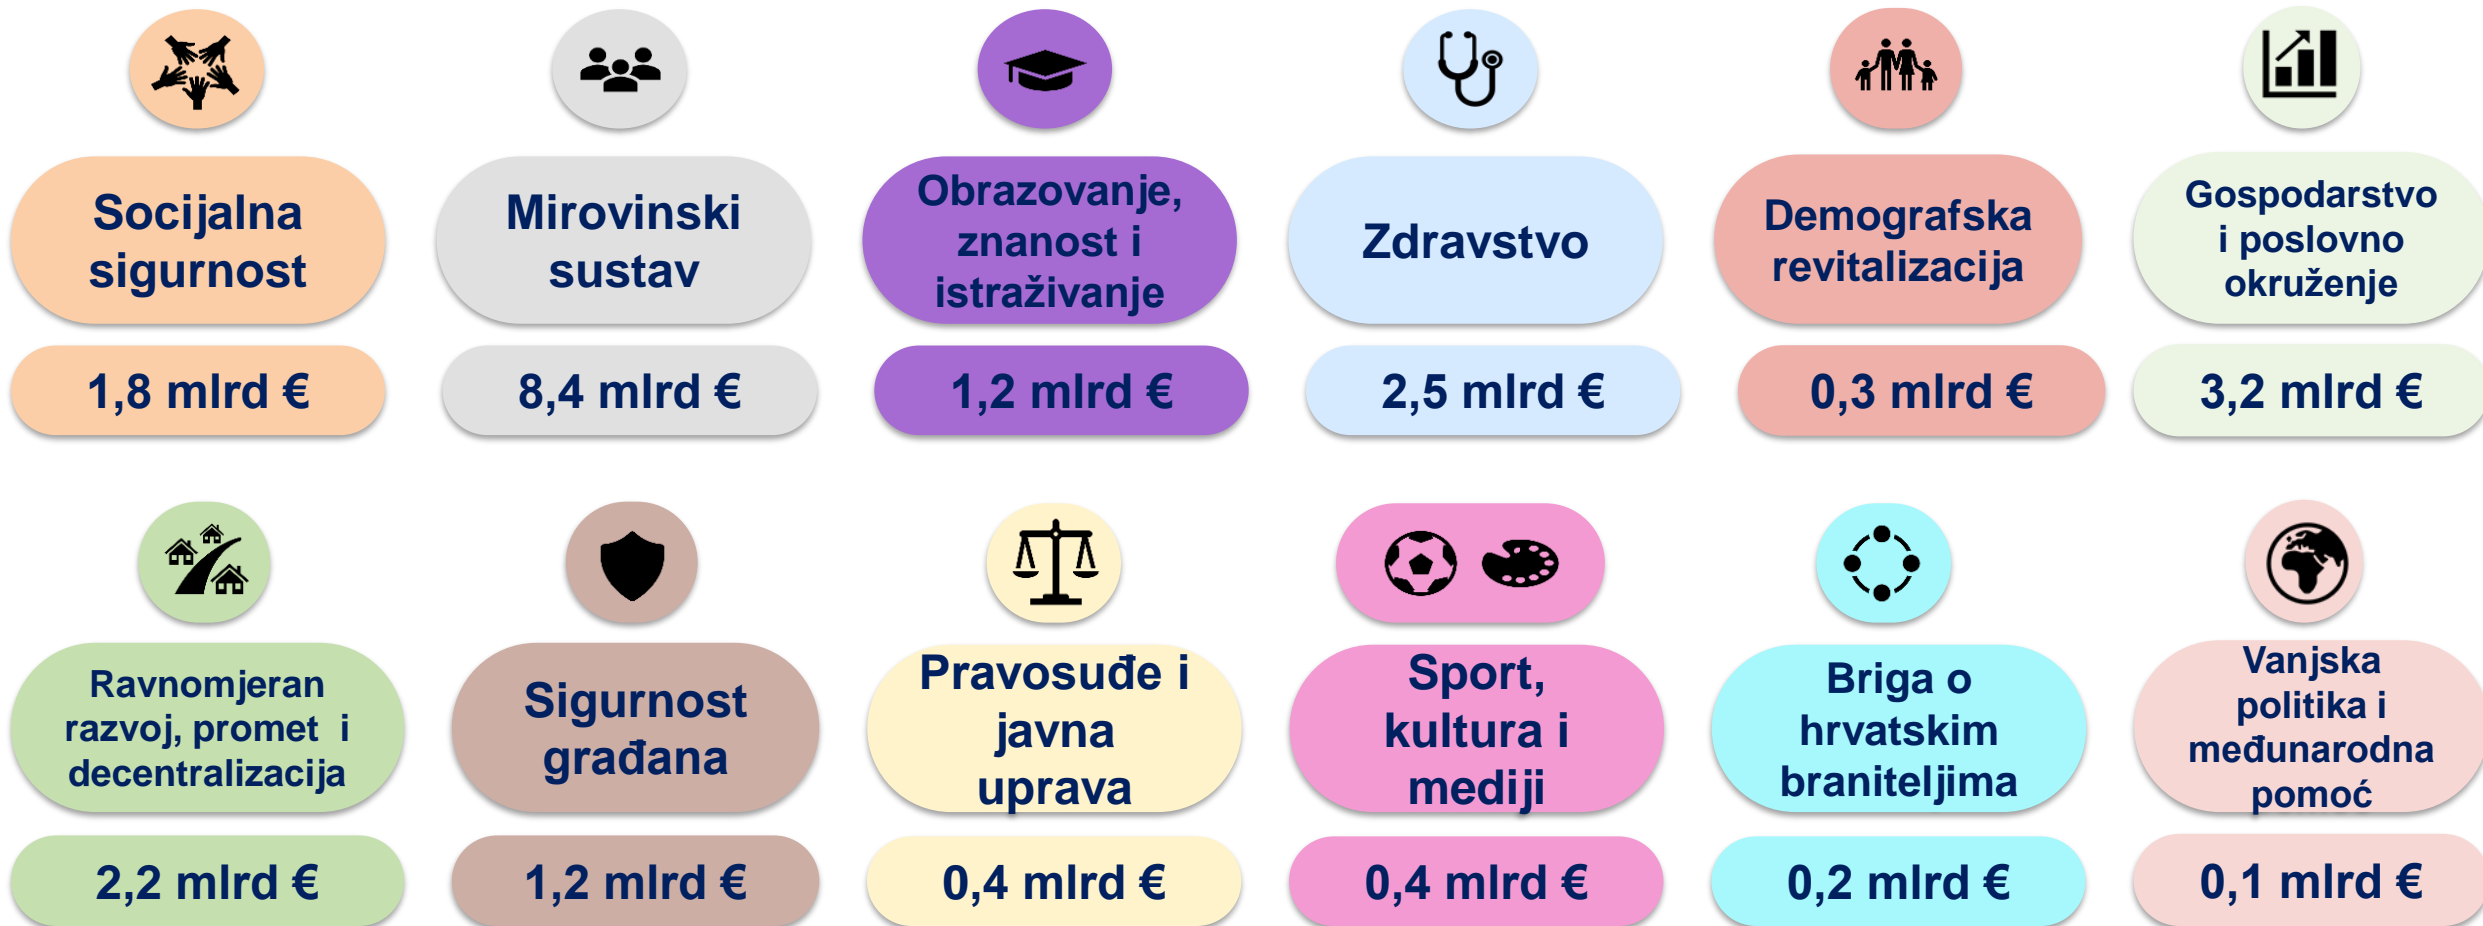 Socijalna
sigurnost
1,8 mlrd €
Mirovinski
sustav
8,4 mlrd €
Obrazovanje,
znanost i
istraživanje
1,2 mlrd €
Zdravstvo
2,5 mlrd €
Demografska
revitalizacija
0,3 mlrd €
Gospodarstvo
i poslovno
okruženje
3,2 mlrd €
Ravnomjeran
razvoj, promet i
decentralizacija
2,2 mlrd €
Sigurnost
građana
1,2 mlrd €
Pravosuđe i
javna
uprava
0,4 mlrd €
Sport,
kultura i
mediji
0,4 mlrd €
Briga o
hrvatskim
braniteljima
0,2 mlrd €
Vanjska
politika i
međunarodna
pomoć
0,1 mlrd €